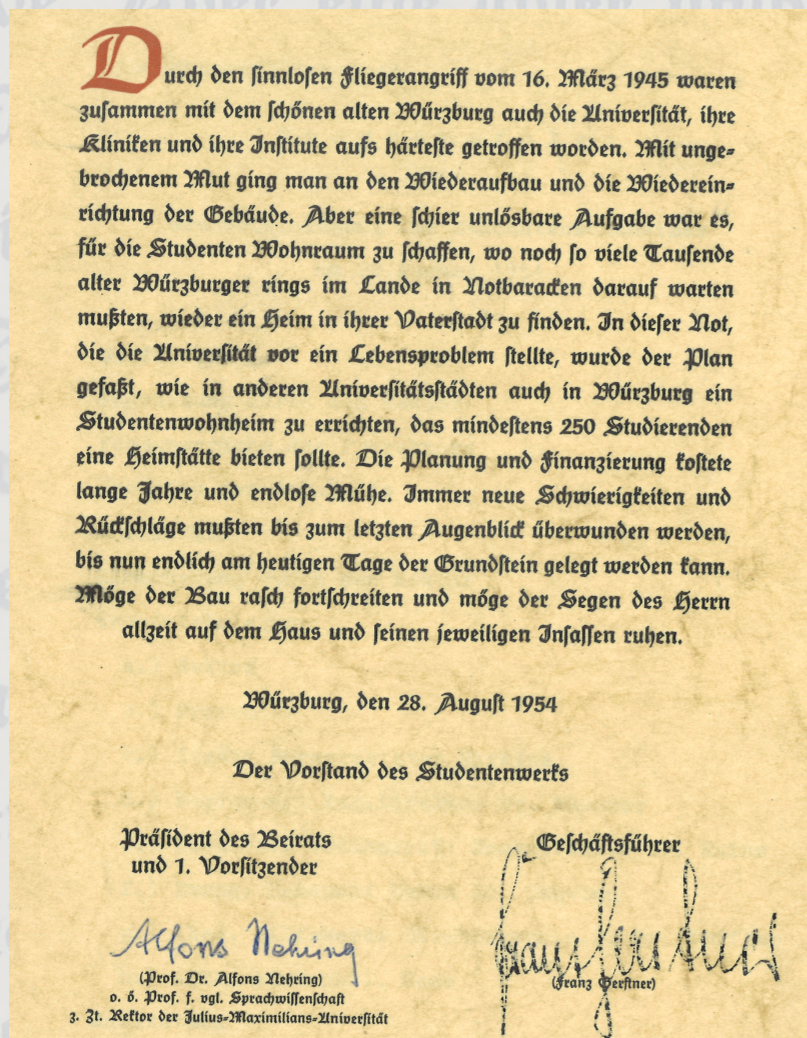 Durch den sinnlosen Fliegerangriff vom 16. März 1945 waren
zusammen mit dem schönen alten Würzburg auch die Universität, ihre
Kliniken und ihre Institute aufs härteste getroffen worden. Mit unge-
brochenem Mut ging man an den Wiederaufbau und die Wiederein-
richtung der Gebäude. Aber eine schier unlösbare Aufgabe war es,
für die Studenten Wohnraum zu schaffen, wo noch so viele Tausende
alter Würzburger rings im Lande in Notbaracken darauf warten
mußten, wieder ein Heim in ihrer Vaterstadt zu finden. In dieser Not,
die die Universität vor ein Lebensproblem stellte, wurde der Plan
gefaßt, wie in anderen Universitätsstädten auch in Würzburg ein
Studentenwohnheim zu errichten, das mindestens 250 Studierenden
eine Heimstätte bieten sollte. Die Planung und Finanzierung kostete
lange Jahre und endlose Mühe. Immer neue Schwierigkeiten und
Rückschläge mußten bis zum letzten Augenblick überwunden werden,
bis nun endlich am heutigen Tage der Grundstein gelegt werden kann.
Möge der Bau rasch fortschreiten und möge der Segen des Herrn
allzeit auf dem Haus und seinen jeweiligen Insassen ruhen.
Würzburg, den 28. August 1954
Der Vorstand des Studentenwerks
Präsident des Beirats
und 1. Vorsitzender
Alfons Nehring
(Prof. Dr. Alfons Nehring)
o. ö. Prof. f. vgl. Sprachwissenschaft
z. Zt. Rektor der Julius-Maximilians-Universität
Geschäftsführer
Franz Gerstner
(Franz Gerstner)